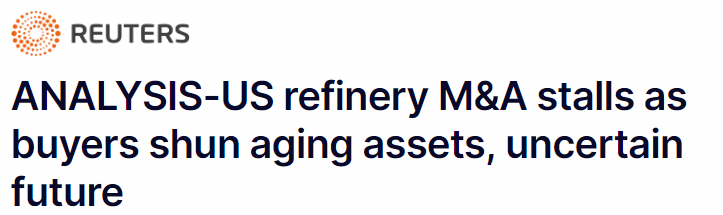 REUTERS
ANALYSIS-US refinery M&A stalls as
buyers shun aging assets, uncertain
future